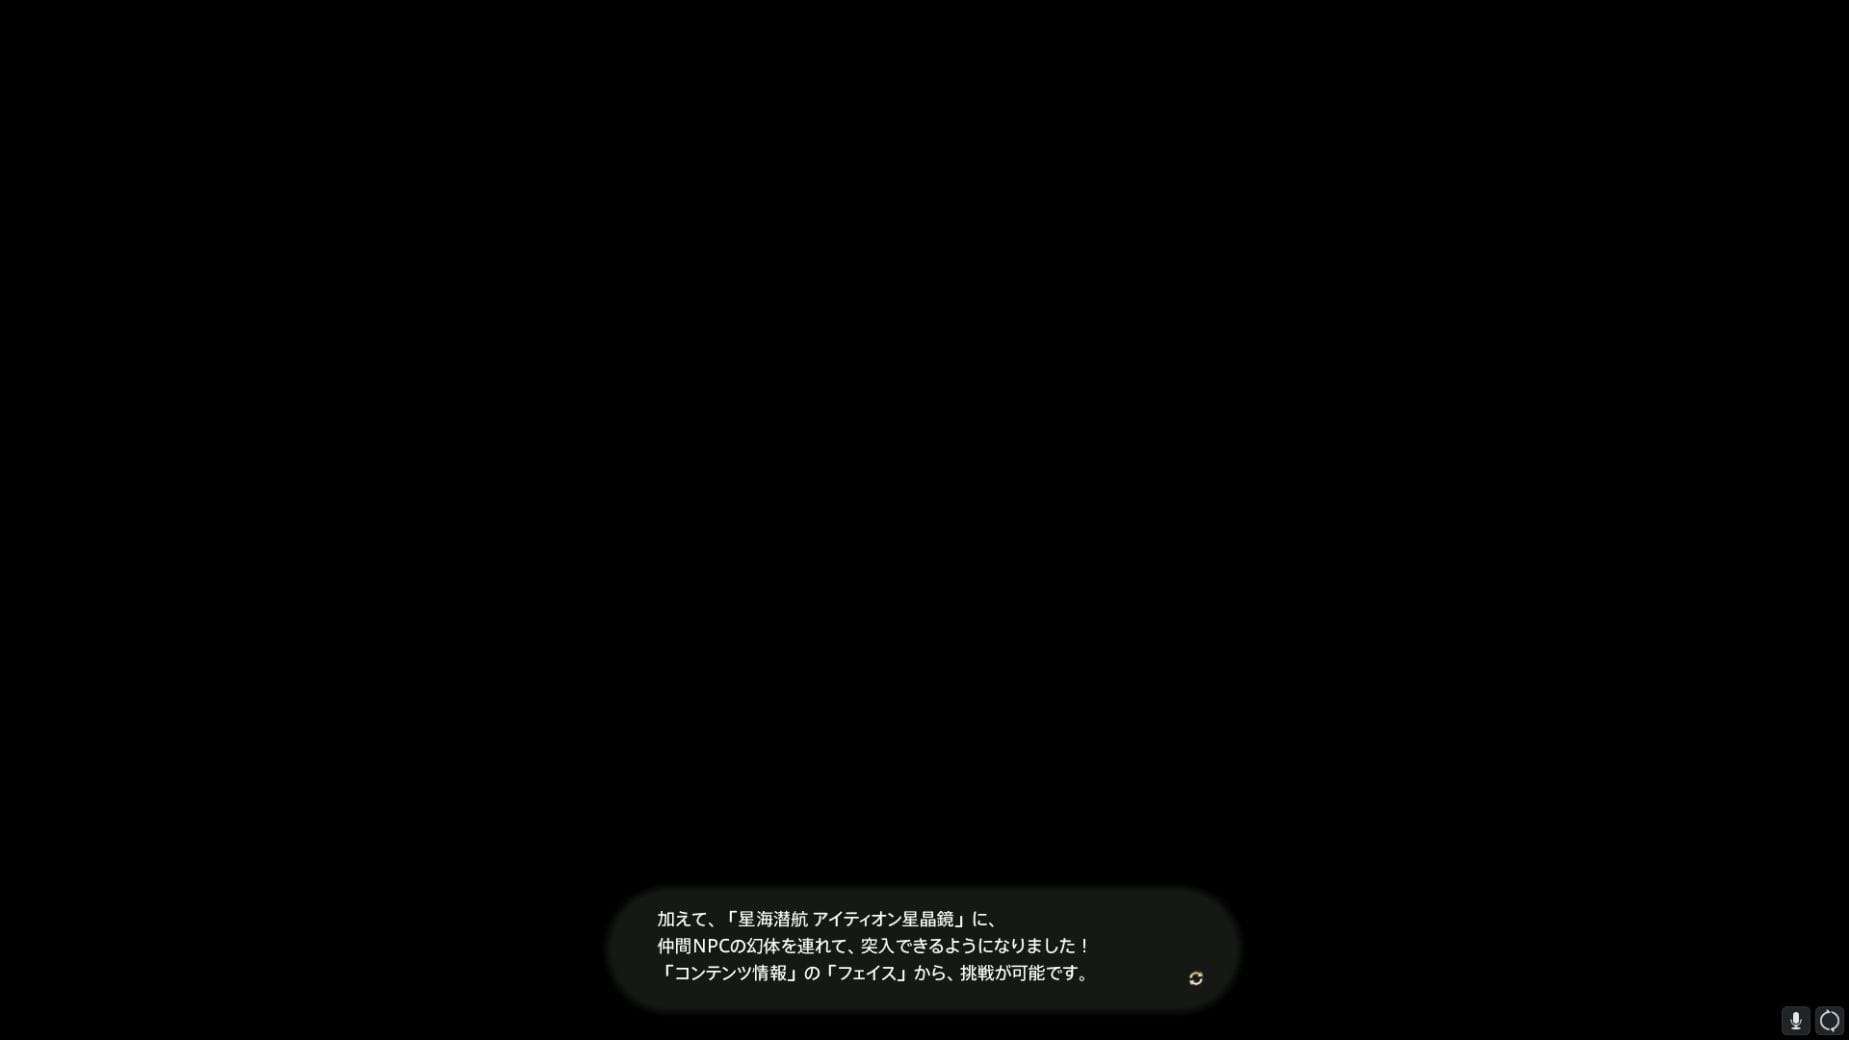 加えて、「星海潜航 アイティオン星晶鏡」に、
仲間NPCの幻体を連れて、突入できるようになりました！
「コンテンツ情報」の「フェイス」から、挑戦が可能です。